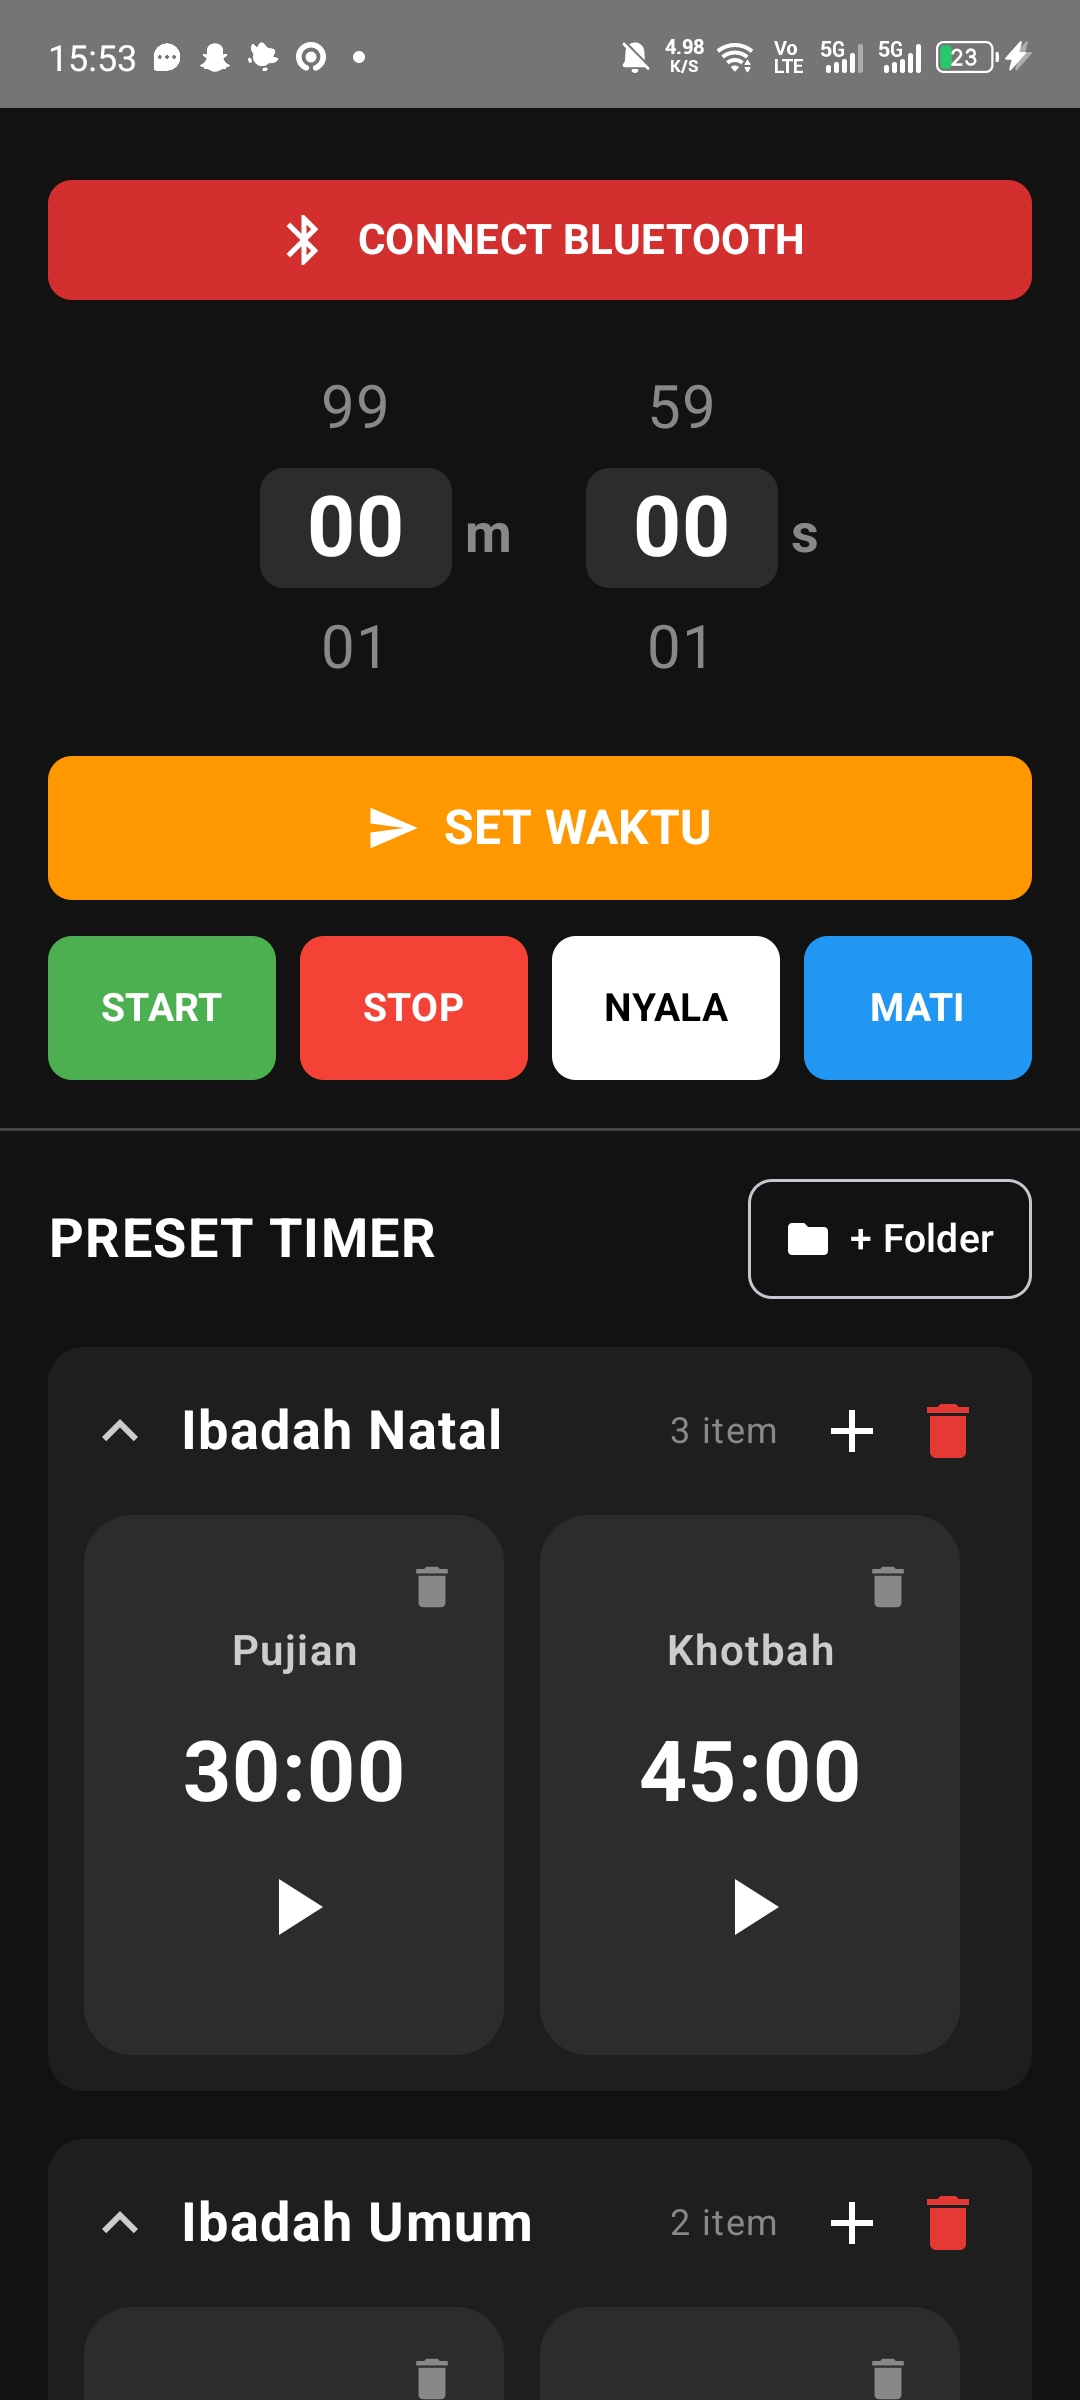 15:53
4.98 K/S
Vo LTE
5G
5G
23
CONNECT BLUETOOTH
99 59
00 m 00 s
01 01
SET WAKTU
START STOP NYALA MATI
PRESET TIMER
+ Folder
Ibadah Natal 3 item
Pujian Khotbah
30:00 45:00
Ibadah Umum 2 item